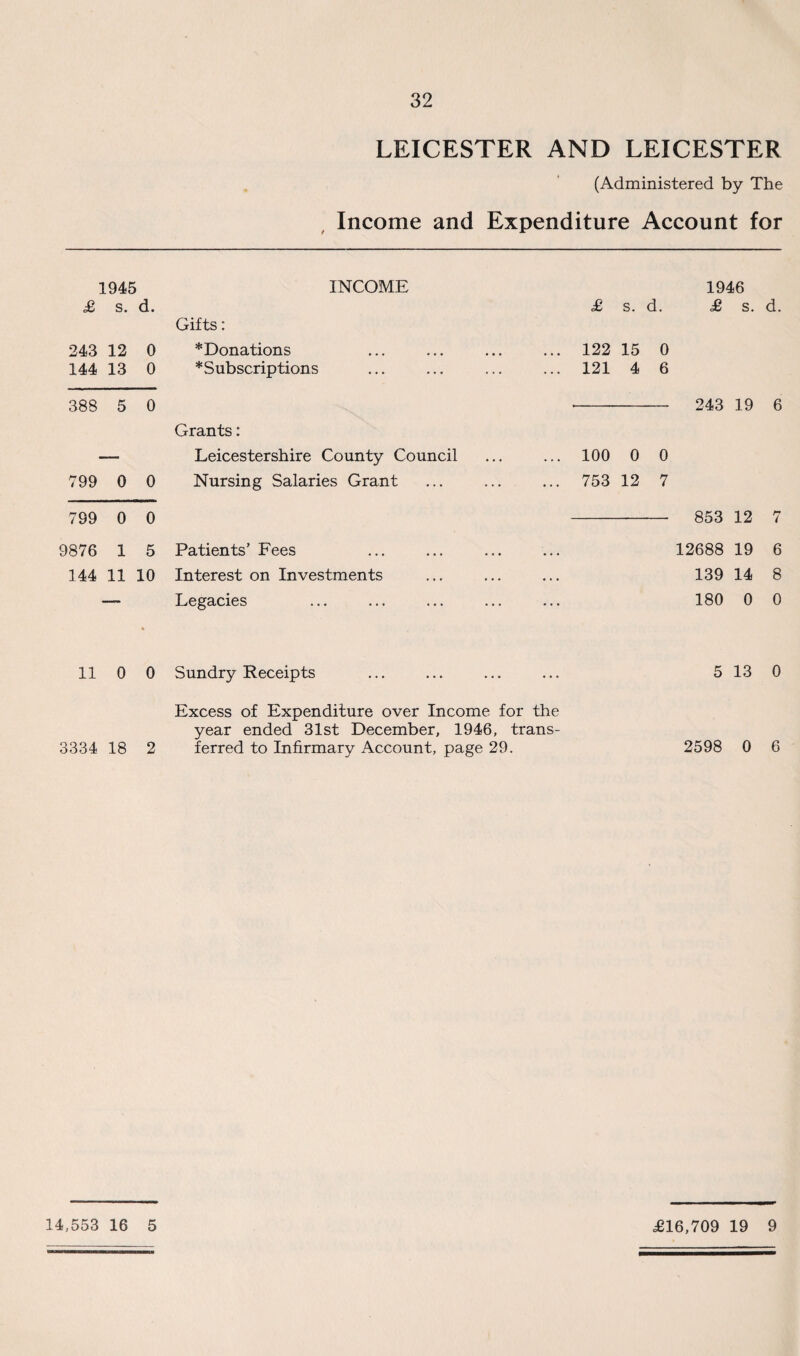 32
LEICESTER AND LEICESTER
(Administered by The
Income and Expenditure Account for
1945 INCOME 1946
£ s. d. £ s. d. £ s. d.
Gifts:
243 12 0 *Donations ... ... ... ... 122 15 0
144 13 0 *Subscriptions ... ... ... ... 121 4 6
388 5 0 243 19 6
Grants:
— Leicestershire County Council ... ... 100 0 0
799 0 0 Nursing Salaries Grant ... ... ... 753 12 7
799 0 0 853 12 7
9876 1 5 Patients' Fees ... ... ... ... 12688 19 6
144 11 10 Interest on Investments ... ... ... 139 14 8
— Legacies ... ... ... ... ... 180 0 0
11 0 0 Sundry Receipts ... ... ... ... 5 13 0
Excess of Expenditure over Income for the
year ended 31st December, 1946, trans-
3334 18 2 ferred to Infirmary Account, page 29. 2598 0 6
14,553 16 5 £16,709 19 9